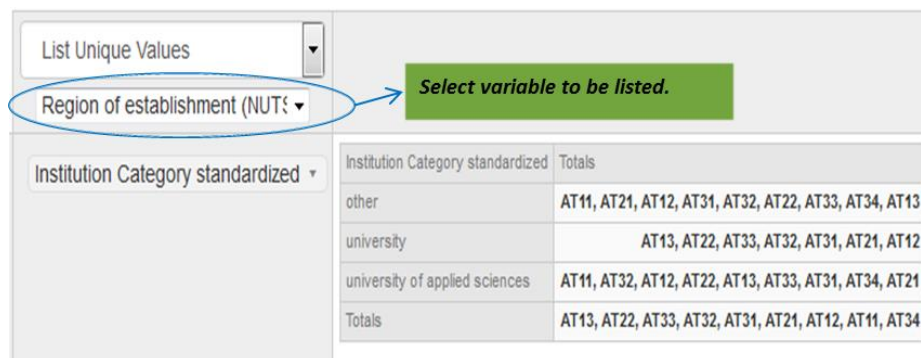 List Unique Values
Region of establishment (NUTS
Select variable to be listed.
Institution Category standardized
Institution Category standardized Totals
other AT11, AT21, AT12, AT31, AT32, AT22, AT33, AT34, AT13
university AT13, AT22, AT33, AT32, AT31, AT21, AT12
university of applied sciences AT11, AT32, AT12, AT22, AT13, AT33, AT31, AT34, AT21
Totals AT13, AT22, AT33, AT32, AT31, AT21, AT12, AT11, AT34